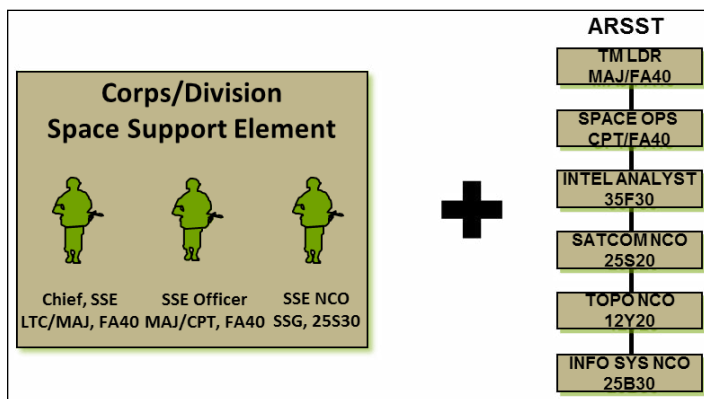 Corps/Division
Space Support Element
Chief, SSE
LTC/MAJ, FA40
SSE Officer
MAJ/CPT, FA40
SSE NCO
SSG, 25S30
ARSST
TM LDR
MAJ/FA40
SPACE OPS
CPT/FA40
INTEL ANALYST
35F30
SATCOM NCO
25S20
TOPO NCO
12Y20
INFO SYS NCO
25B30